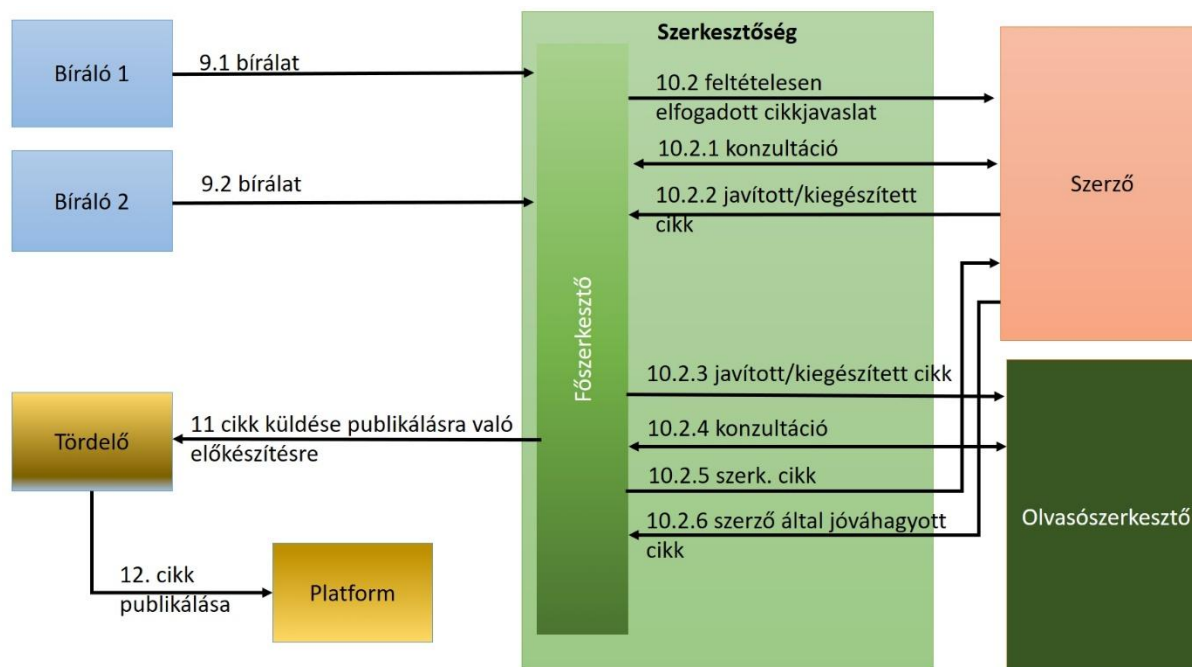 Szerkesztőség
Bíráló 1
9.1 bírálat
10.2 feltételesen
elfogadott cikkjavaslat
Bíráló 2
9.2 bírálat
10.2.1 konzultáció
10.2.2 javított/kiegészített
cikk
Szerző
Főszerkesztő
10.2.3 javított/kiegészített cikk
Tördelő
11 cikk küldése publikálásra való
előkészítésre
10.2.4 konzultáció
10.2.5 szerk. cikk
10.2.6 szerző által jóváhagyott
cikk
Olvasószerkesztő
12. cikk
publikálása
Platform